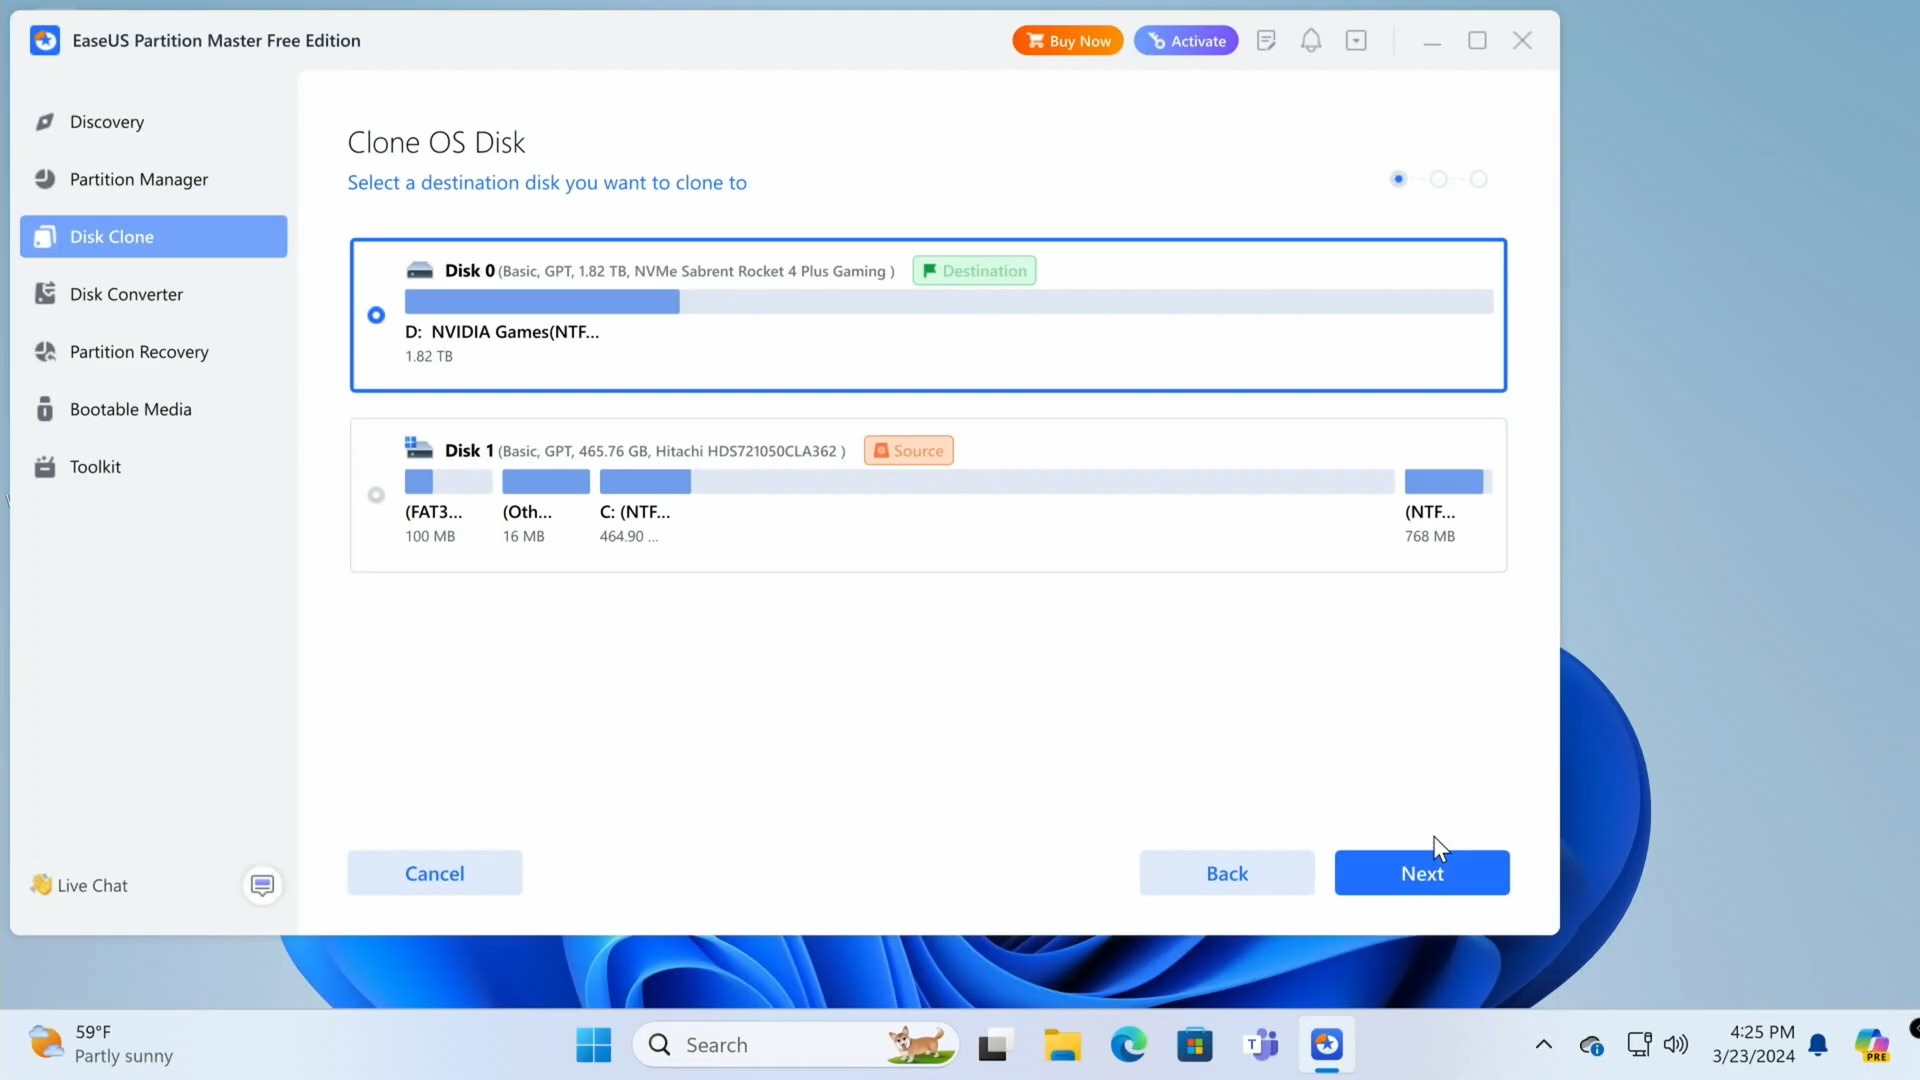 EaseUS Partition Master Free Edition
Buy Now
Activate
Discovery
Partition Manager
Disk Clone
Disk Converter
Partition Recovery
Bootable Media
Toolkit
Live Chat
Clone OS Disk
Select a destination disk you want to clone to
Disk 0 (Basic, GPT, 1.82 TB, NVMe Sabrent Rocket 4 Plus Gaming )
Destination
D: NVIDIA Games(NTF...
1.82 TB
Disk 1 (Basic, GPT, 465.76 GB, Hitachi HDS721050CLA362 )
Source
(FAT3...
100 MB
(Oth...
16 MB
C: (NTF...
464.90 ...
(NTF...
768 MB
Cancel
Back
Next
59°F
Partly sunny
Search
T
4:25 PM
3/23/2024
PRE